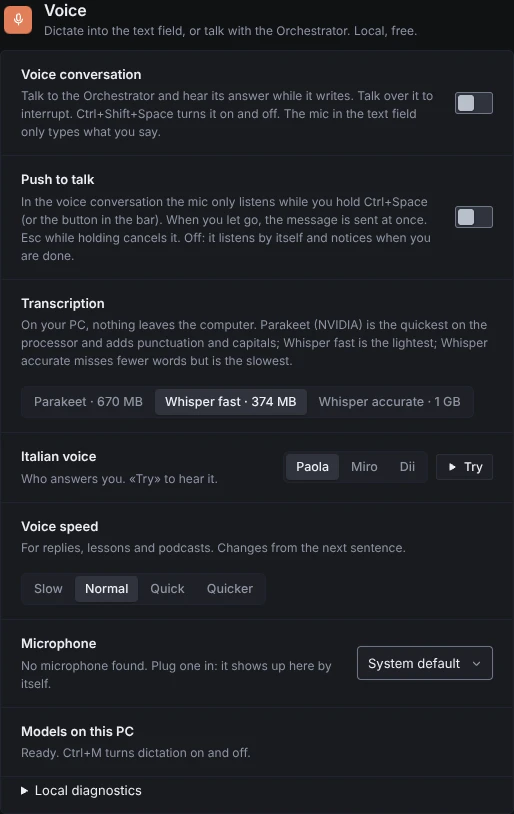 Voice
Dictate into the text field, or talk with the Orchestrator. Local, free.
Voice conversation
Talk to the Orchestrator and hear its answer while it writes. Talk over it to
interrupt. Ctrl+Shift+Space turns it on and off. The mic in the text field
only types what you say.
Push to talk
In the voice conversation the mic only listens while you hold Ctrl+Space
(or the button in the bar). When you let go, the message is sent at once.
Esc while holding cancels it. Off: it listens by itself and notices when you
are done.
Transcription
On your PC, nothing leaves the computer. Parakeet (NVIDIA) is the quickest on the
processor and adds punctuation and capitals; Whisper fast is the lightest; Whisper
accurate misses fewer words but is the slowest.
Parakeet · 670 MB Whisper fast · 374 MB Whisper accurate · 1 GB
Italian voice
Who answers you. «Try» to hear it.
Paola Miro Dii Try
Voice speed
For replies, lessons and podcasts. Changes from the next sentence.
Slow Normal Quick Quicker
Microphone
No microphone found. Plug one in: it shows up here by
itself.
System default
Models on this PC
Ready. Ctrl+M turns dictation on and off.
Local diagnostics